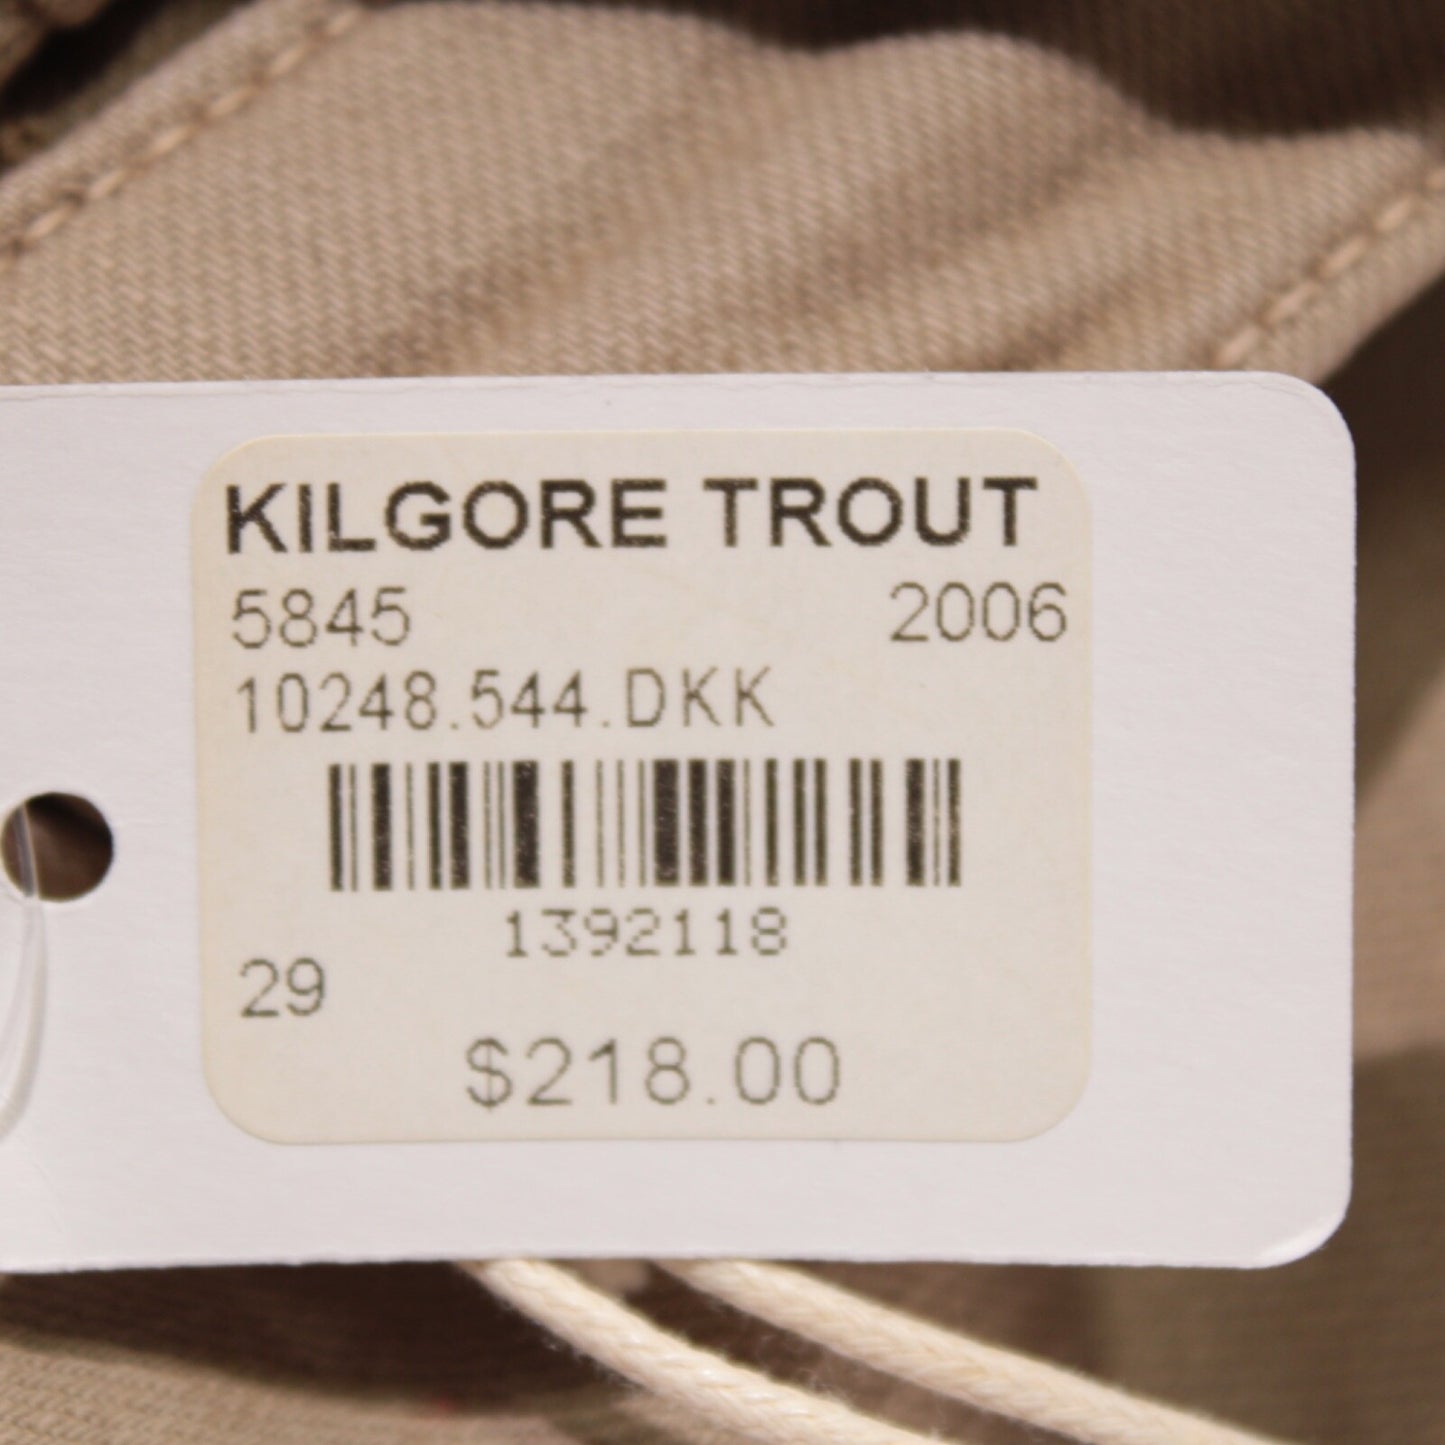 KILGORE TROUT
5845 2006
10248.544.DKK
1392118
29
$218.00